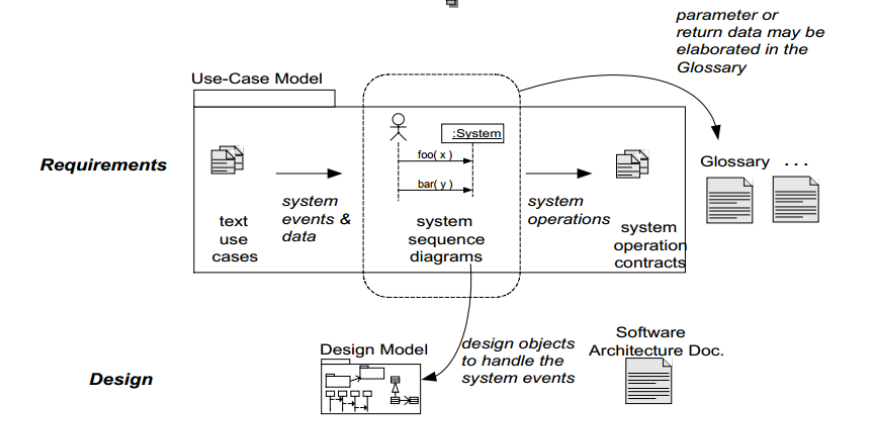 parameter or
return data may be
elaborated in the
Glossary
Use-Case Model
:System
foo( x )
bar( y )
Requirements
Glossary . . .
system
events &
data
system
operations
text
use
cases
system
sequence
diagrams
system
operation
contracts
Design Model
design objects
to handle the
system events
Software
Architecture Doc.
Design